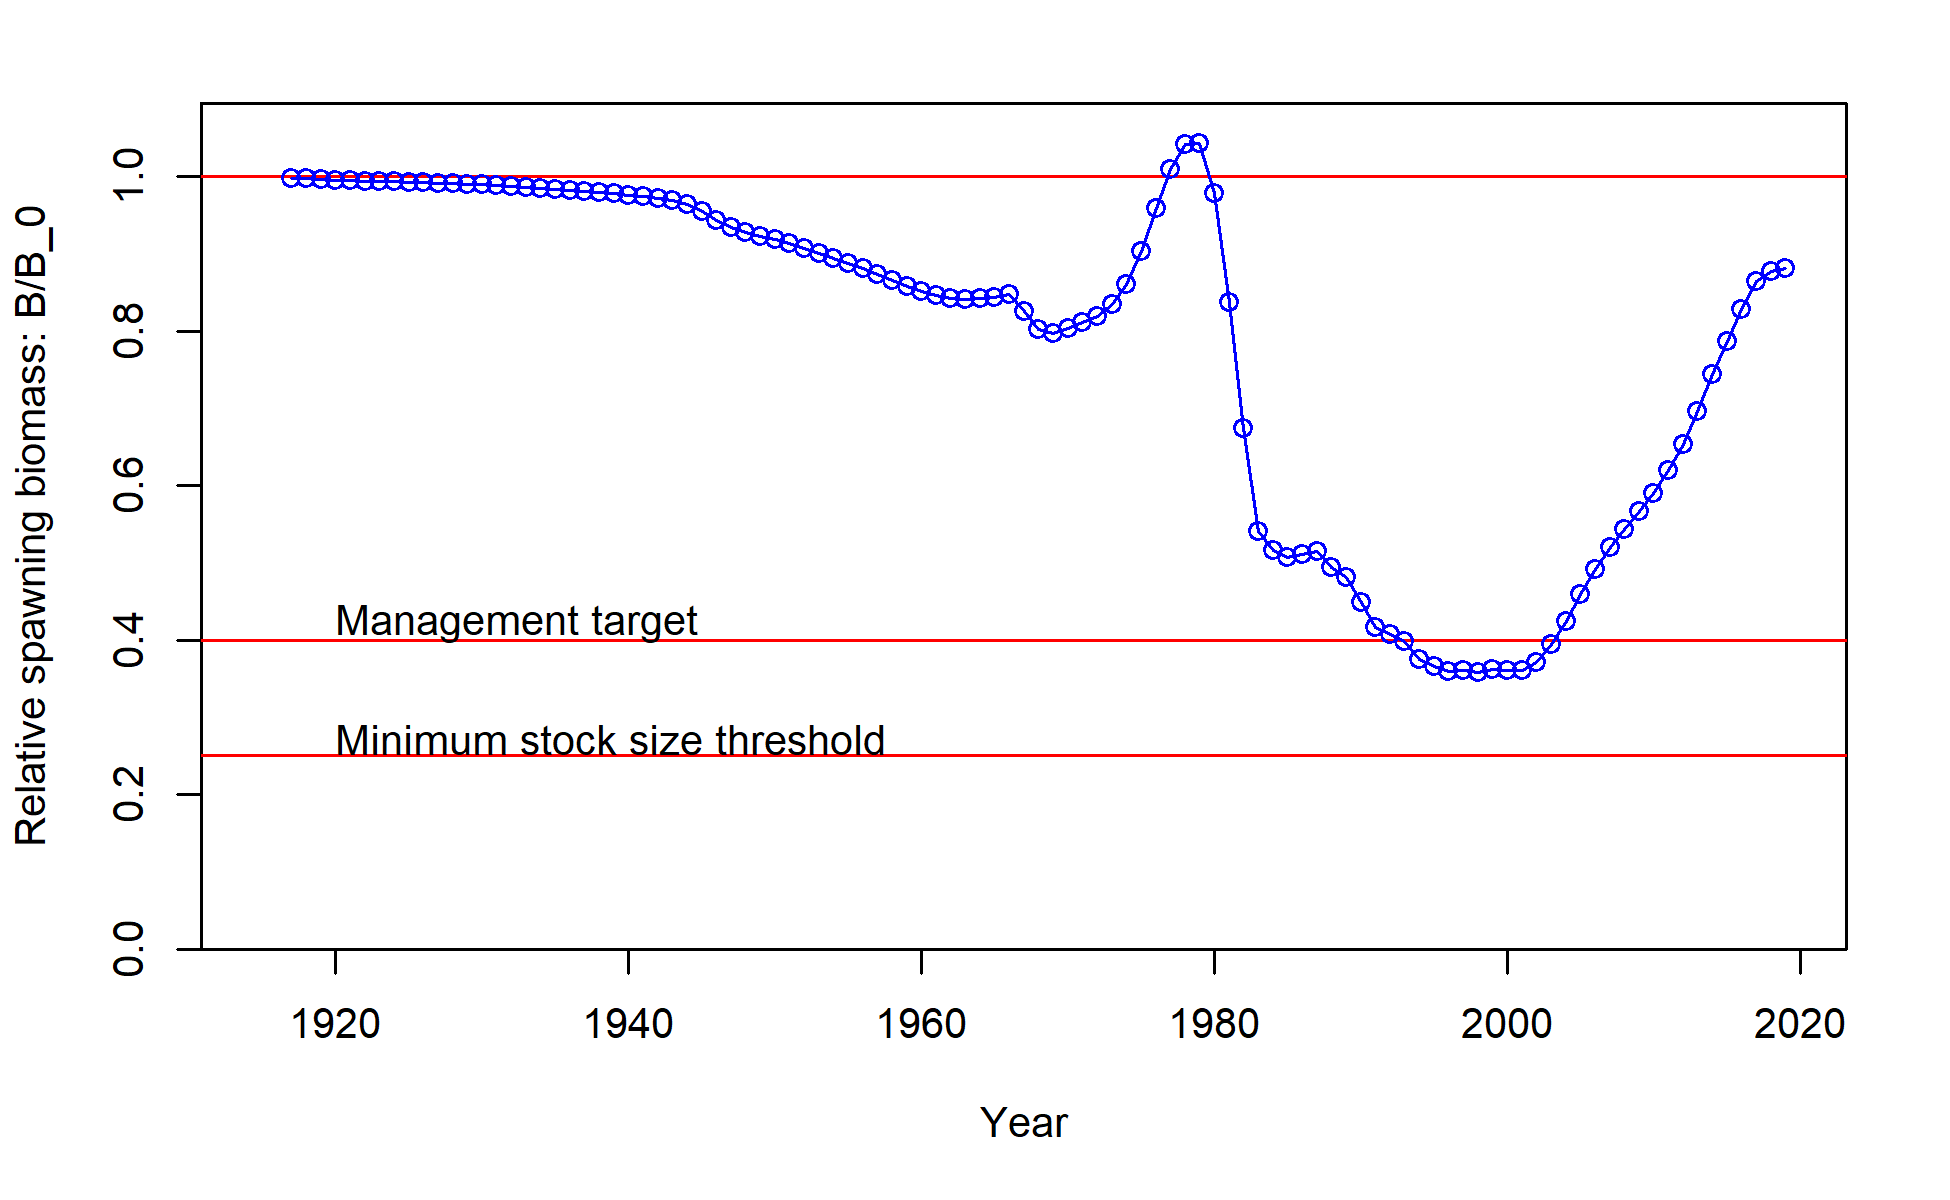 Relative spawning biomass: B/B_0
1.0
0.8
0.6
0.4
0.2
0.0
Management target
Minimum stock size threshold
1920 1940 1960 1980 2000 2020
Year